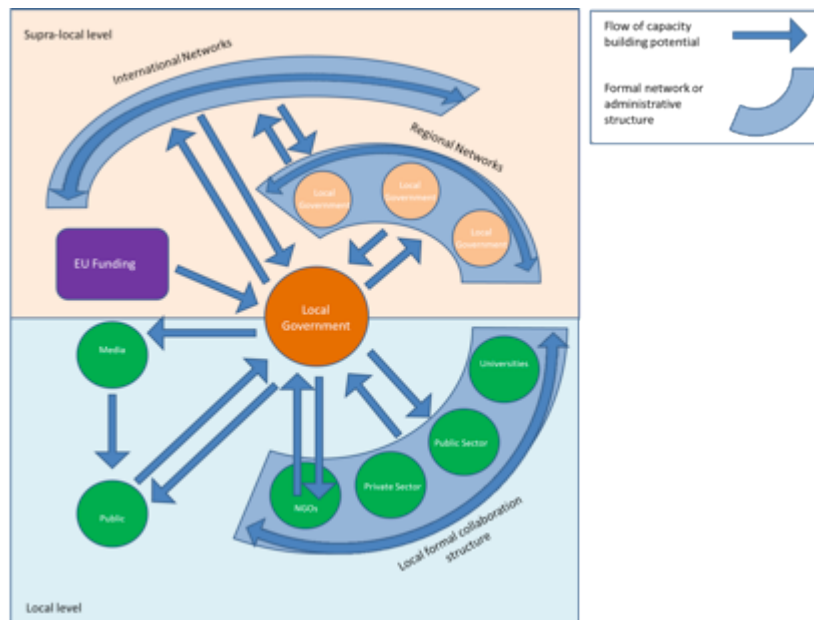 Supra-local level
International Networks
Regional Networks
Local
Government
Local
Government
Local
Government
EU Funding
Local
Government
Media
Universities
Public Sector
Private Sector
NGOs
Public
Local formal collaboration
structure
Local level
Flow of capacity
building potential
Formal network or
administrative
structure